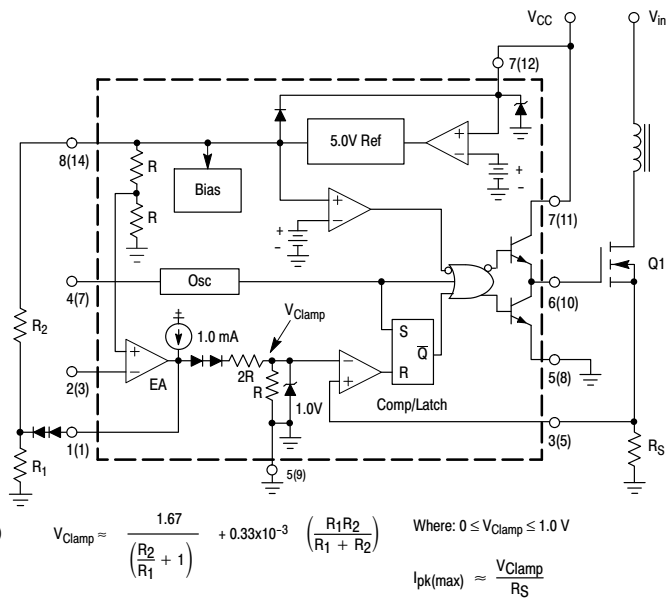 VCC
Vin
7(12)
5.0V Ref
+
−
+
-
8(14)
R
Bias
R
+
−
+
-
7(11)
Q1
Osc
4(7)
6(10)
VClamp
R2
1.0 mA
S
Q
R
+
−
EA
2R
R
1.0V
−
+
Comp/Latch
2(3)
5(8)
1(1)
3(5)
R1
5(9)
RS
)
VClamp ≈ 1.67 / (R2/R1 + 1) + 0.33x10-3 (R1R2 / R1 + R2)
Where: 0 ≤ VClamp ≤ 1.0 V
Ipk(max) ≈ VClamp / RS